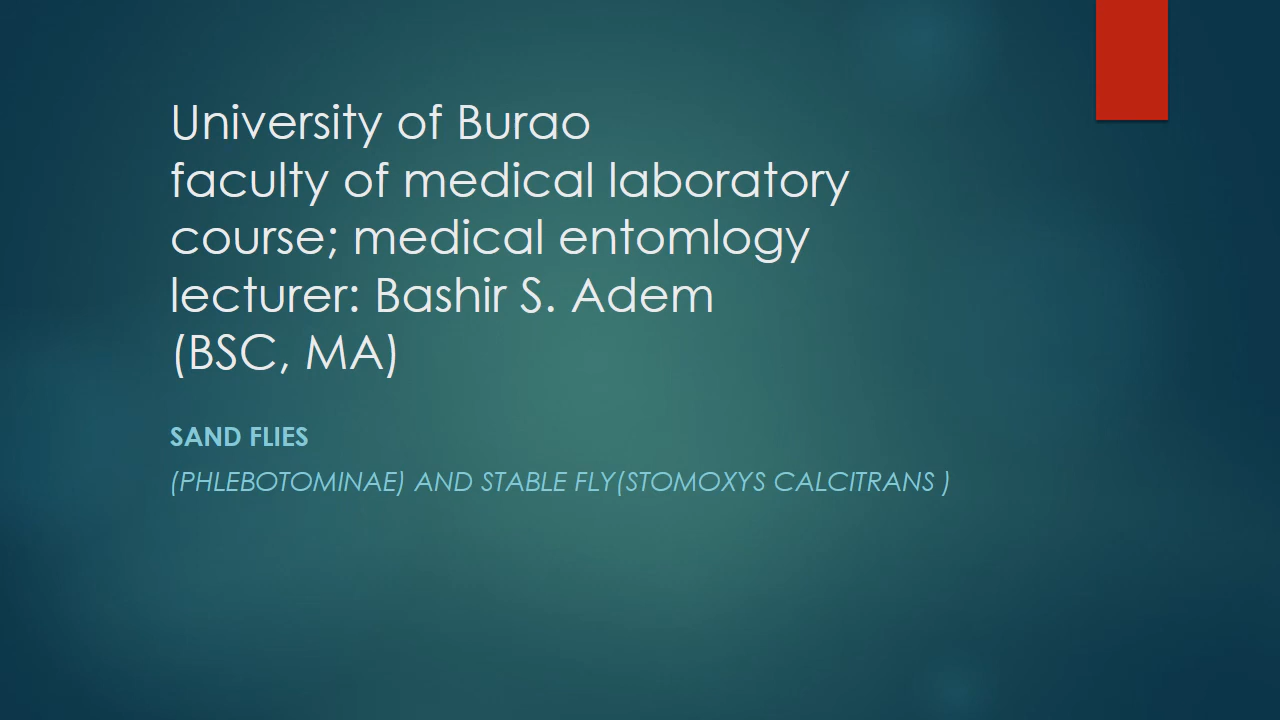 University of Burao
faculty of medical laboratory
course; medical entomlogy
lecturer: Bashir S. Adem
(BSC, MA)
SAND FLIES
(PHLEBOTOMINAE) AND STABLE FLY(STOMOXYS CALCITRANS )